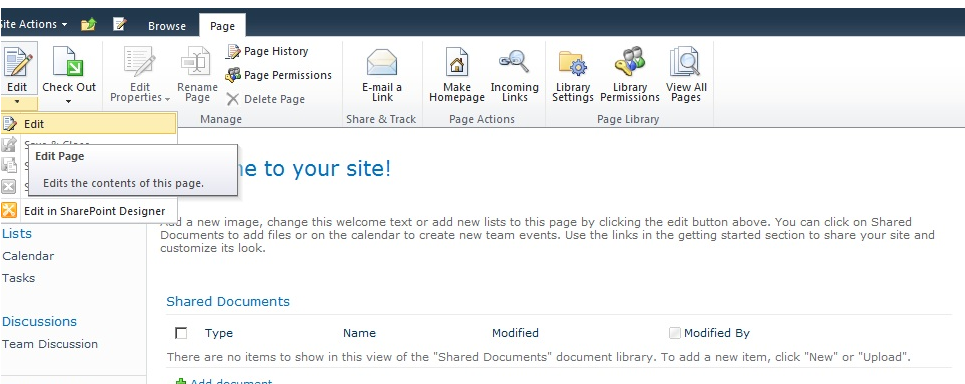 ite Actions Browse Page
Edit Check Out Edit Properties Rename Page Page History E-mail a Link Make Homepage Incoming Links Library Settings Library Permissions View All Pages
Page Permissions
Delete Page
Manage Share & Track Page Actions Page Library
Edit
Edit Page
Edits the contents of this page.
Edit in SharePoint Designer
e to your site!
Add a new image, change this welcome text or add new lists to this page by clicking the edit button above. You can click on Shared
Documents to add files or on the calendar to create new team events. Use the links in the getting started section to share your site and
customize its look.
Lists
Calendar
Tasks
Discussions
Team Discussion
Shared Documents
Type Name Modified Modified By
There are no items to show in this view of the "Shared Documents" document library. To add a new item, click "New" or "Upload".
Add document